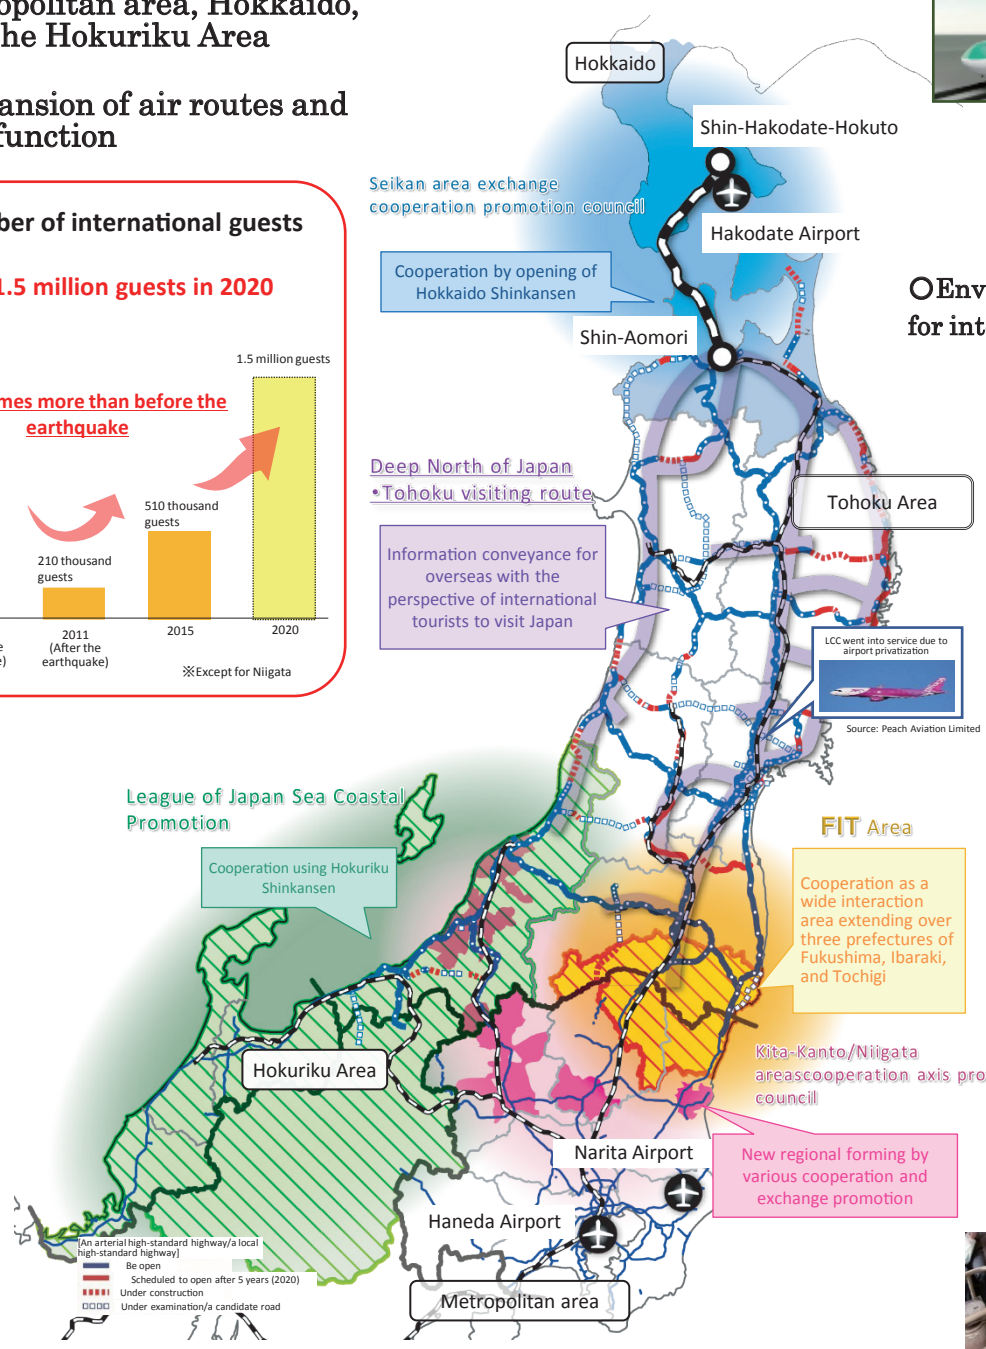 opolitan area, Hokkaido,
he Hokuriku Area
ansion of air routes and
function
ber of international guests
1.5 million guests in 2020
1.5 million guests
mes more than before the
earthquake
510 thousand
guests
210 thousand
guests
2011
(After the
earthquake)
2015
2020
※Except for Niigata
Hokkaido
Shin-Hakodate-Hokuto
Seikan area exchange
cooperation promotion council
Hakodate Airport
Cooperation by opening of
Hokkaido Shinkansen
Shin-Aomori
○Env
for int
Deep North of Japan
・Tohoku visiting route
Tohoku Area
Information conveyance for
overseas with the
perspective of international
tourists to visit Japan
LCC went into service due to
airport privatization
Source: Peach Aviation Limited
League of Japan Sea Coastal
Promotion
Cooperation using Hokuriku
Shinkansen
FIT Area
Cooperation as a
wide interaction
area extending over
three prefectures of
Fukushima, Ibaraki,
and Tochigi
Hokuriku Area
Kita-Kanto/Niigata
areascooperation axis pro
council
New regional forming by
various cooperation and
exchange promotion
Narita Airport
Haneda Airport
Metropolitan area
[An arterial high-standard highway/a local
high-standard highway]
Be open
Scheduled to open after 5 years (2020)
Under construction
Under examination/a candidate road